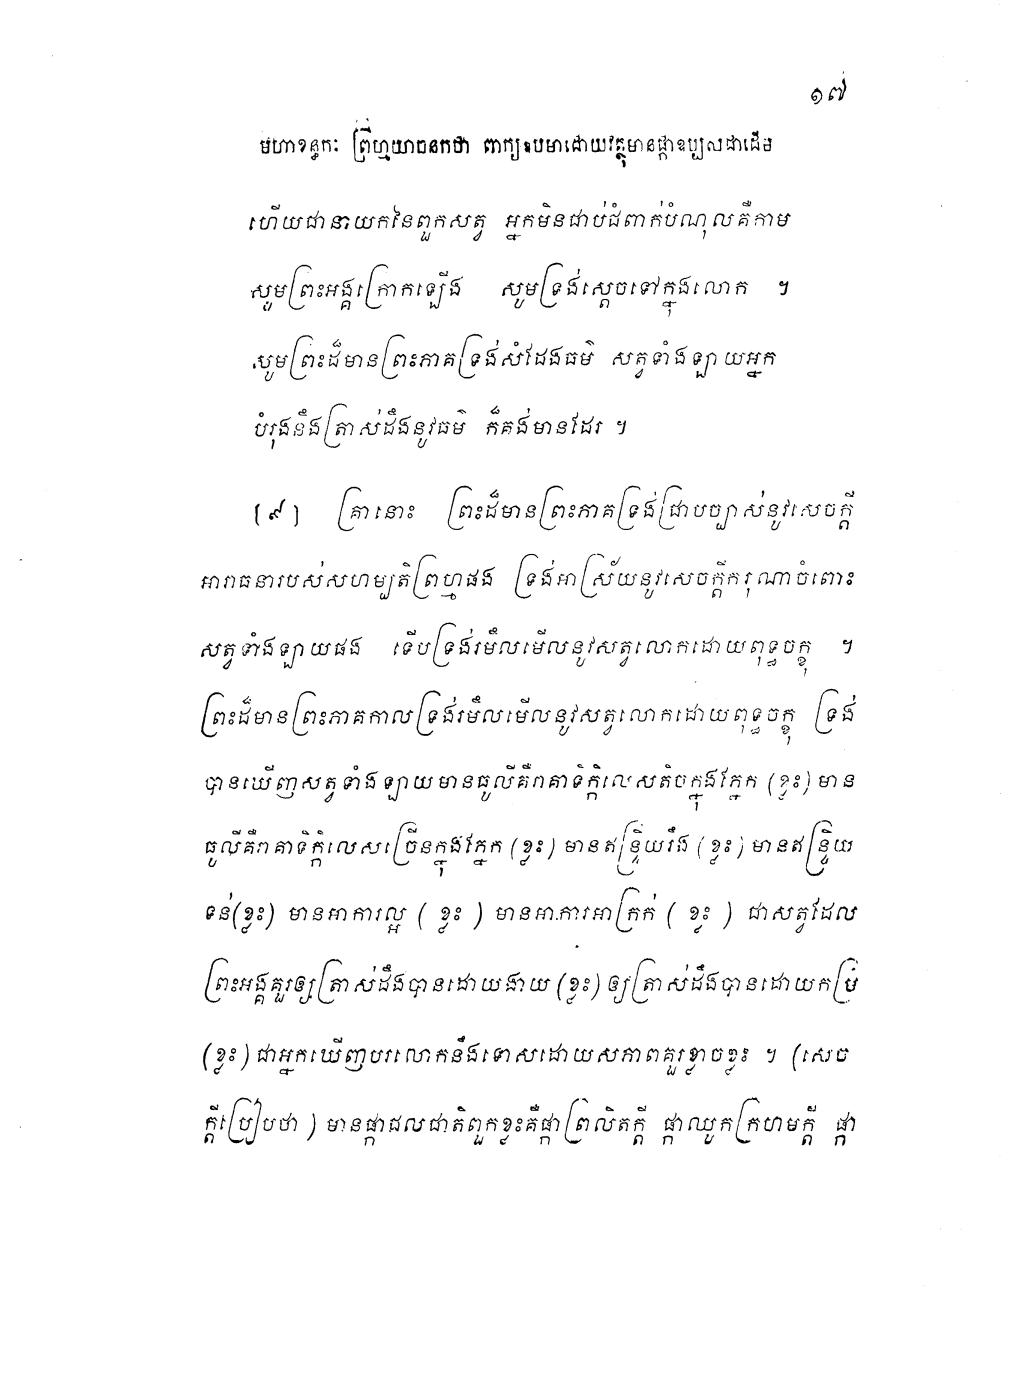 ១៧
មហាខន្ធកៈ ព្រហ្មយាចនកថា ពាក្យឧបមាដោយវត្ថុមានផ្កាឧប្បលជាដើម
ហើយជានាយកនៃពួកសត្វ អ្នកមិនជាប់ជំពាក់បំណុលគឺកាម
សូមព្រះអង្គក្រោកឡើង សូមទ្រង់ស្តេចទៅក្នុងលោក ។
សូមព្រះដ៏មានព្រះភាគទ្រង់សំដែងធម៌ សត្វទាំងឡាយអ្នក
បំរុងនឹងត្រាស់ដឹងនូវធម៌ ក៏គង់មានដែរ ។
[៩] គ្រានោះ ព្រះដ៏មានព្រះភាគទ្រង់ជ្រាបច្បាស់នូវសេចក្តី
អារាធនារបស់សហម្បតិព្រហ្មផង ទ្រង់អាស្រ័យនូវសេចក្តីករុណាចំពោះ
សត្វទាំងឡាយផង ទើបទ្រង់រមឹលមើលនូវសត្វលោកដោយពុទ្ធចក្ខុ ។
ព្រះដ៏មានព្រះភាគកាលទ្រង់រមឹលមើលនូវសត្វលោកដោយពុទ្ធចក្ខុ ទ្រង់
បានឃើញសត្វទាំងឡាយមានធូលីគឺរាគាទិក្កិលេសតិចក្នុងភ្នែក (ខ្លះ) មាន
ធូលីគឺរាគាទិក្កិលេសច្រើនក្នុងភ្នែក (ខ្លះ) មានឥន្ទ្រិយរឹង (ខ្លះ) មានឥន្ទ្រិយ
ទន់(ខ្លះ) មានអាការល្អ ( ខ្លះ ) មានអាការអាក្រក់ ( ខ្លះ ) ជាសត្វដែល
ព្រះអង្គគួរឲ្យត្រាស់ដឹងបានដោយងាយ (ខ្លះ) ឲ្យត្រាស់ដឹងបានដោយកម្រ
(ខ្លះ) ជាអ្នកឃើញបរលោកនឹងទោសដោយសភាពគួរខ្លាចខ្លះ ។ (សេច
ក្តីប្រៀបថា ) មានផ្កាជលជាតិពួកខ្លះគឺផ្កាព្រលិតក្តី ផ្កាឈូកក្រហមក្តី ផ្កា